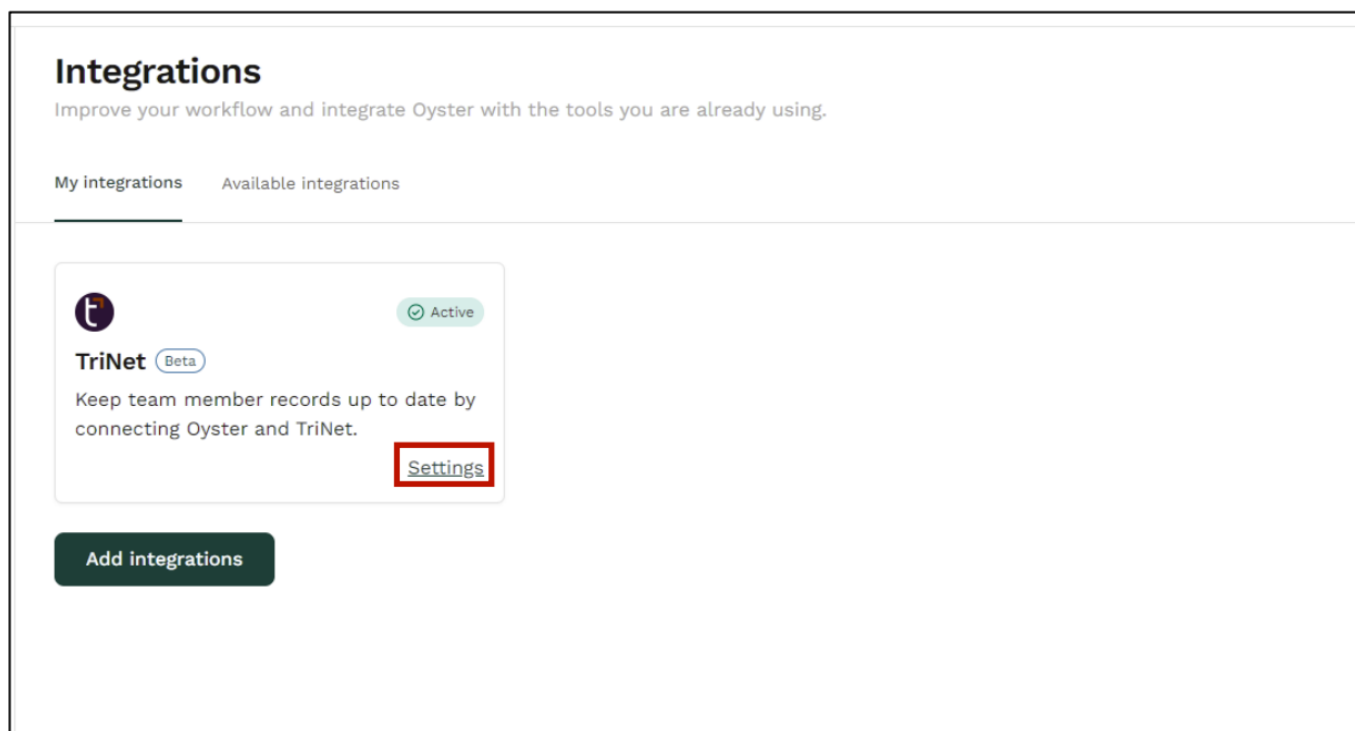 Integrations
Improve your workflow and integrate Oyster with the tools you are already using.
My integrations Available integrations
Active
TriNet Beta
Keep team member records up to date by
connecting Oyster and TriNet.
Settings
Add integrations